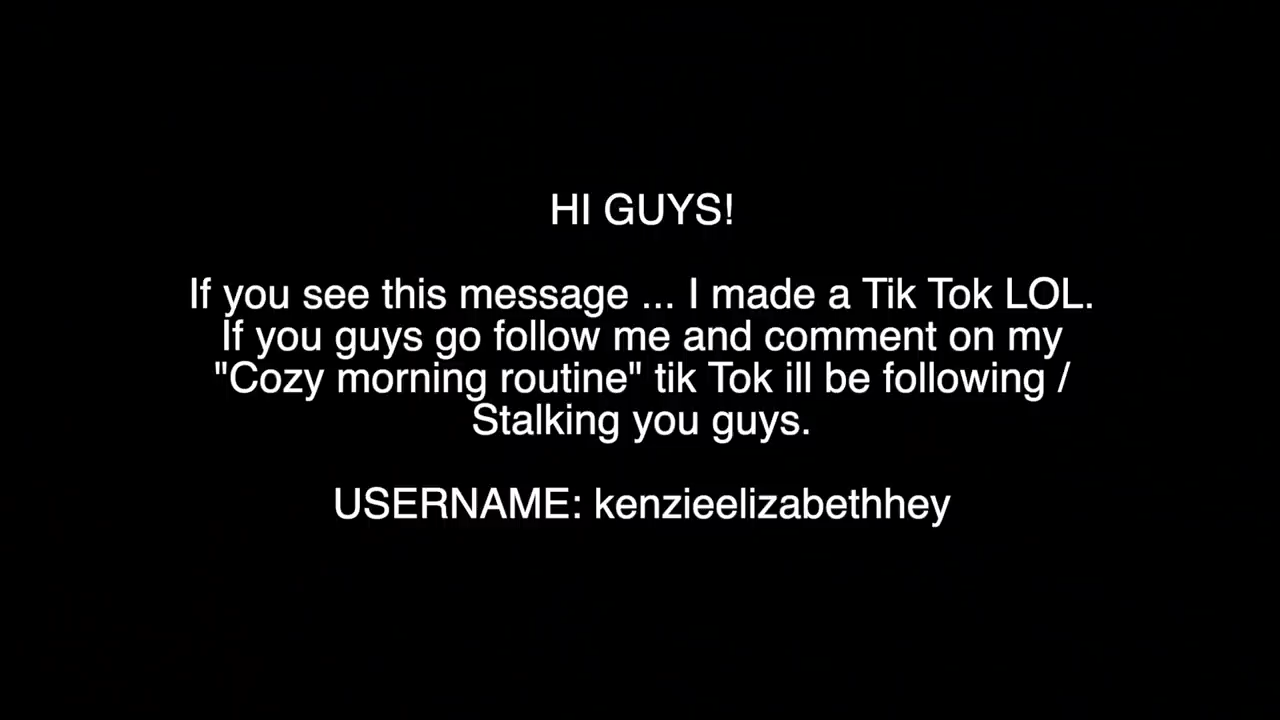 HI GUYS!
If you see this message ... I made a Tik Tok LOL.
If you guys go follow me and comment on my
"Cozy morning routine" tik Tok ill be following /
Stalking you guys.
USERNAME: kenzieelizabethhey